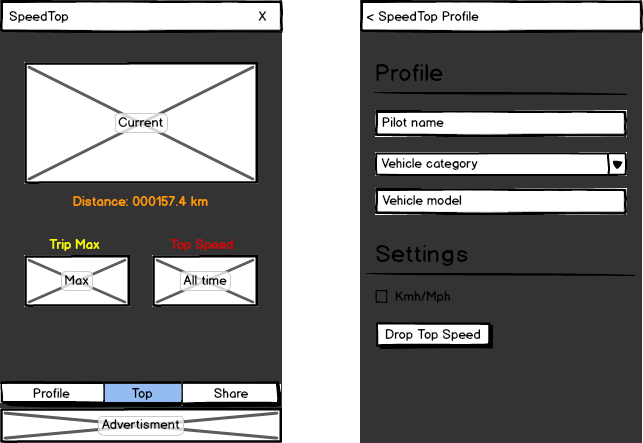 SpeedTop X
Current
Distance: 000157.4 km
Trip Max
Top Speed
Max
All time
Profile
Top
Share
Advertisment
< SpeedTop Profile
Profile
Pilot name
Vehicle category
Vehicle model
Settings
Kmh/Mph
Drop Top Speed